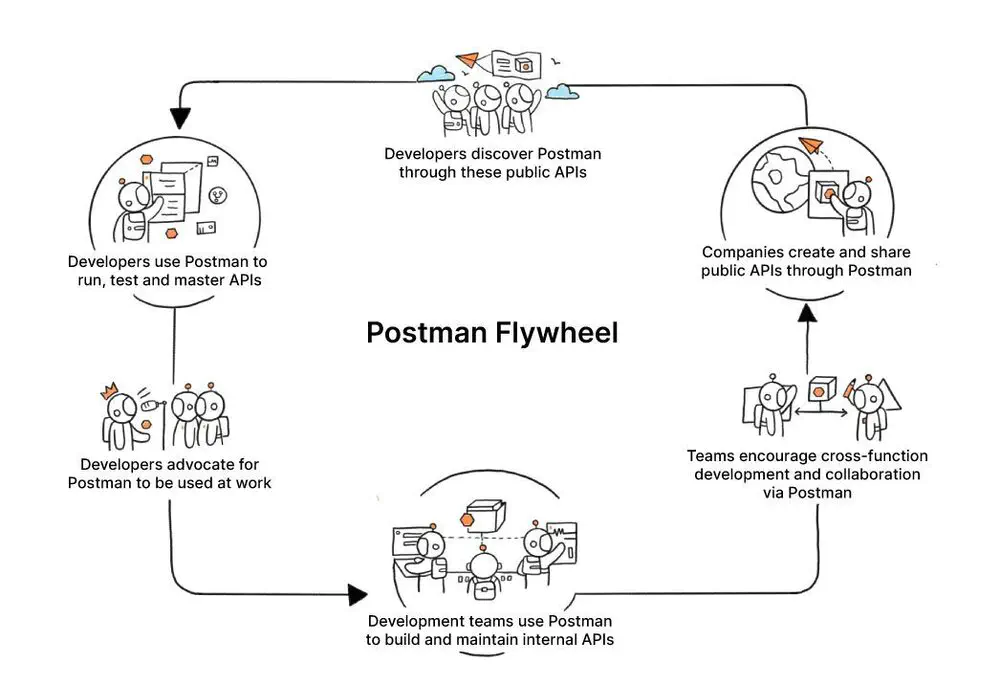 Developers discover Postman
through these public APIs
Developers use Postman to
run, test and master APIs
Companies create and share
public APIs through Postman
Postman Flywheel
Developers advocate for
Postman to be used at work
Teams encourage cross-function
development and collaboration
via Postman
Development teams use Postman
to build and maintain internal APIs